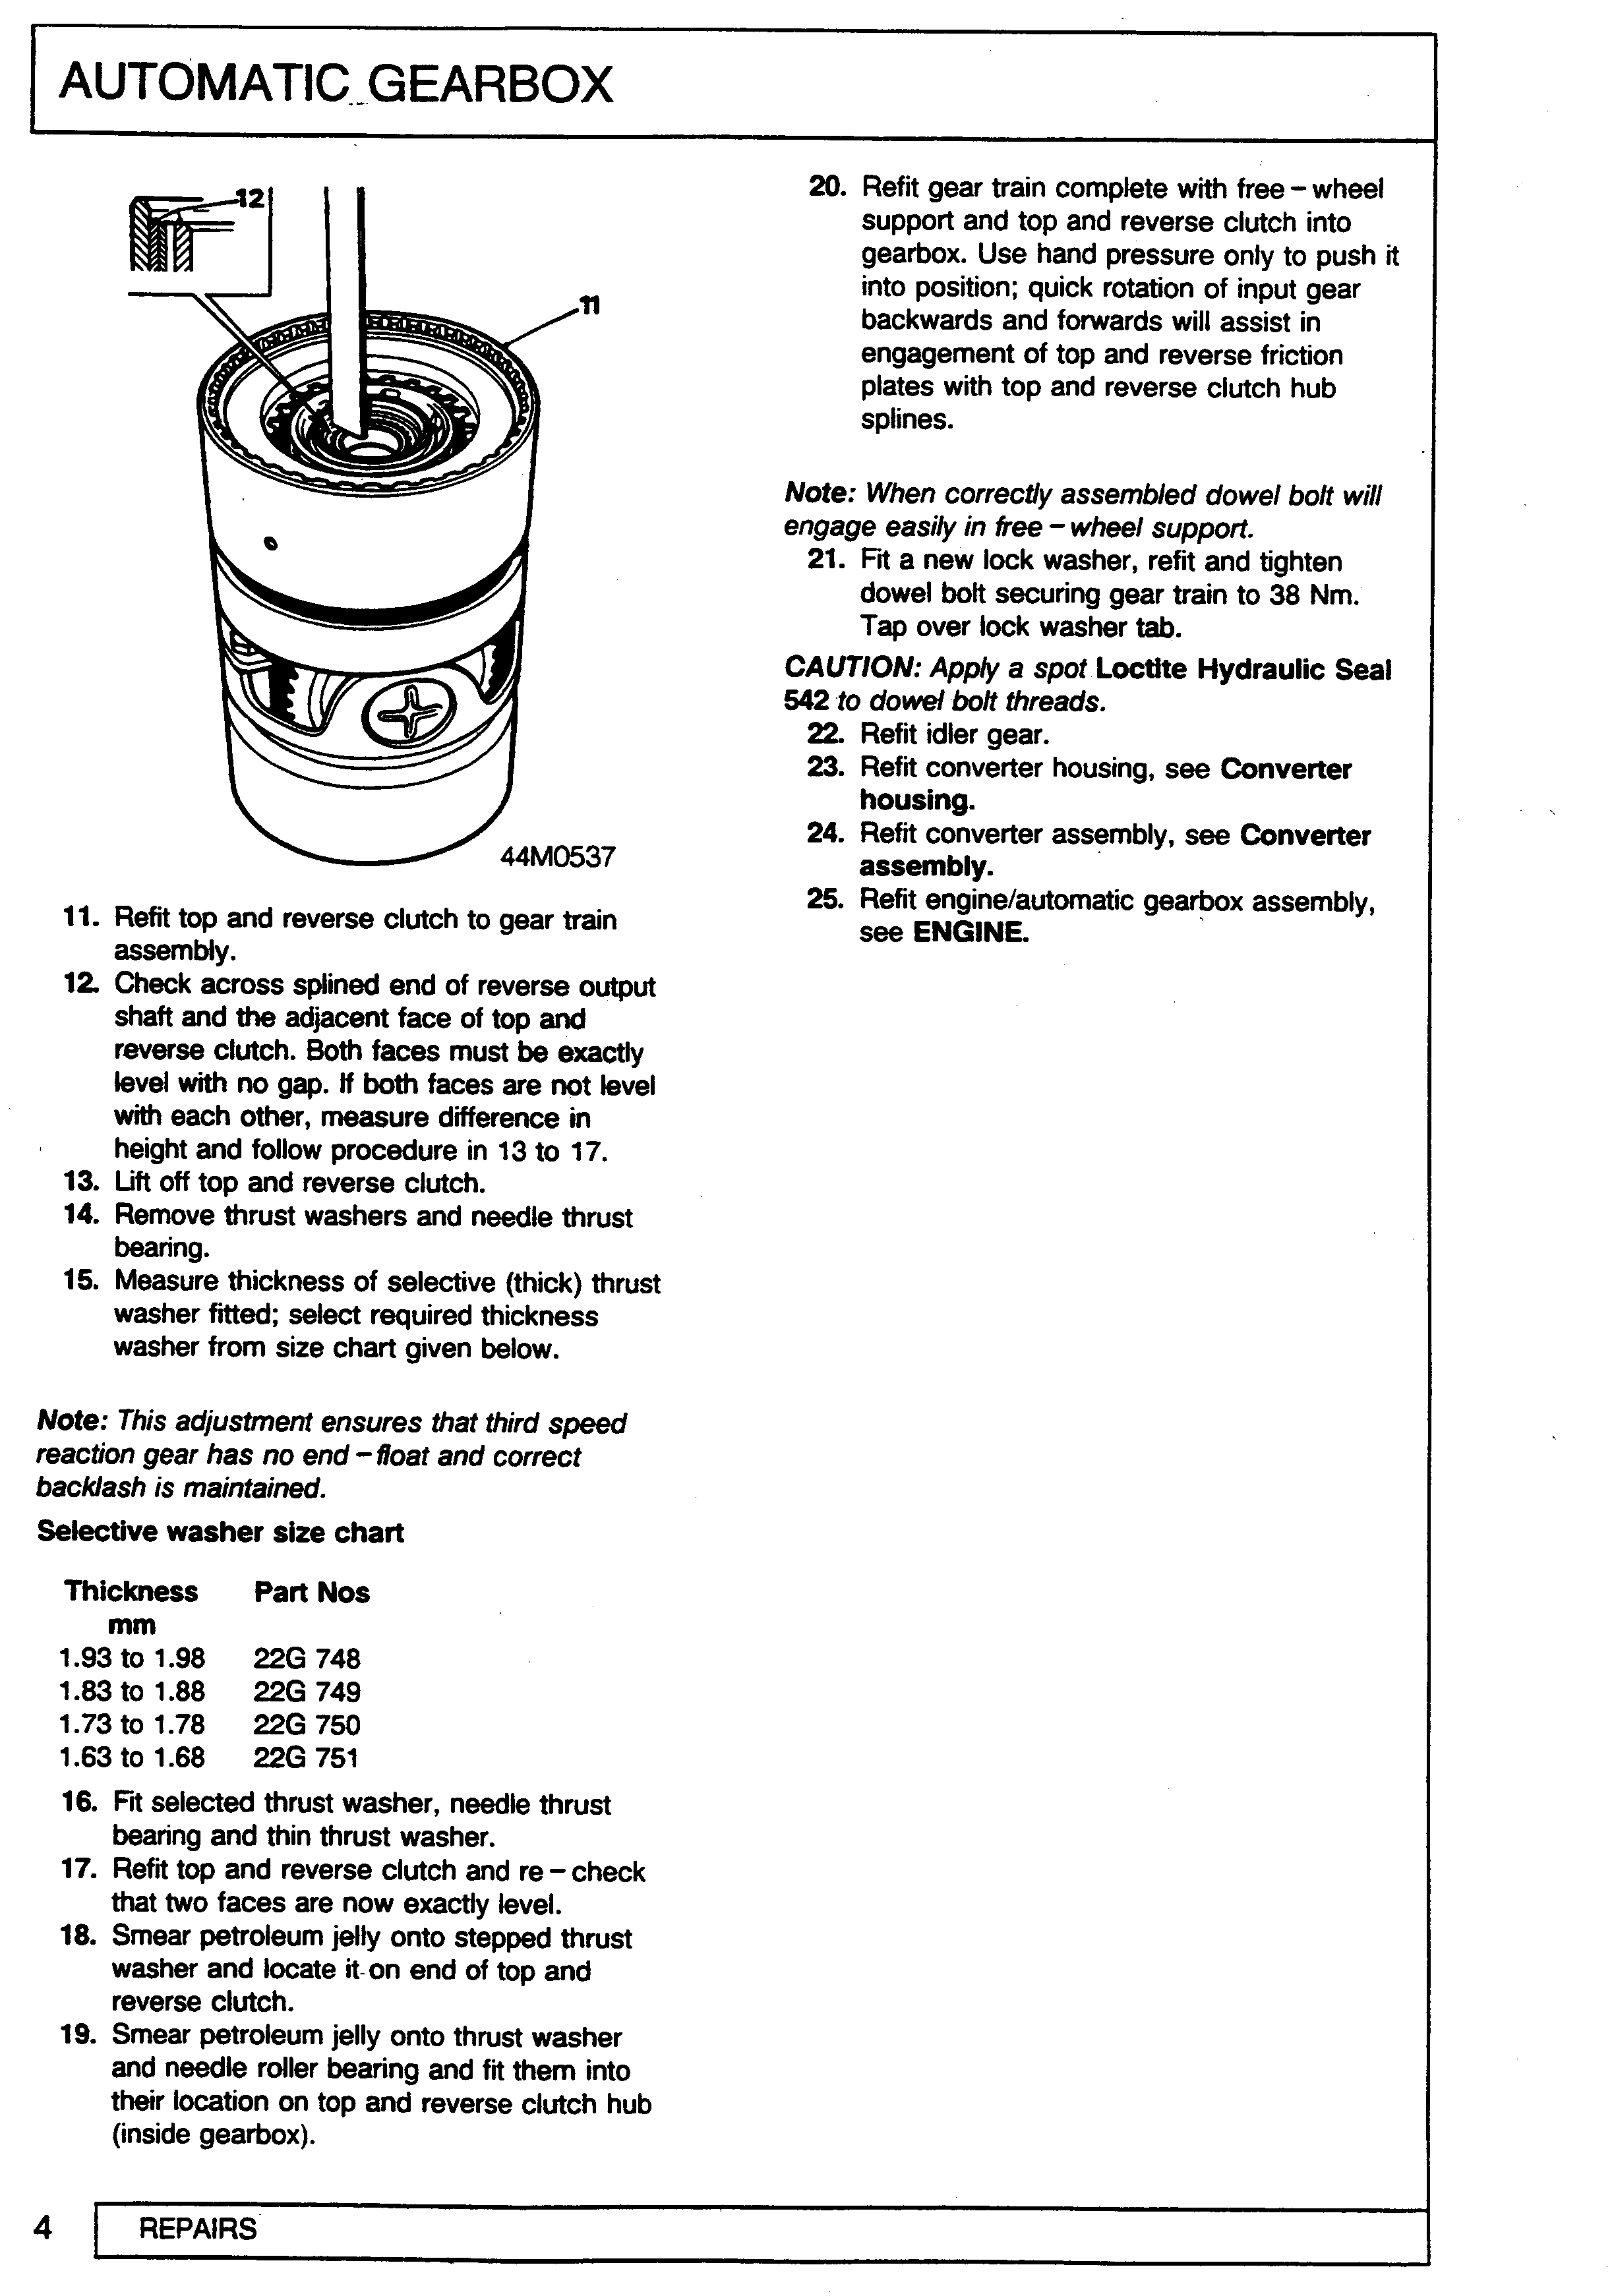 AUTOMATIC GEARBOX
12
11
44M0537
11. Refit top and reverse clutch to gear train
assembly.
12. Check across splined end of reverse output
shaft and the adjacent face of top and
reverse clutch. Both faces must be exactly
level with no gap. If both faces are not level
with each other, measure difference in
height and follow procedure in 13 to 17.
13. Lift off top and reverse clutch.
14. Remove thrust washers and needle thrust
bearing.
15. Measure thickness of selective (thick) thrust
washer fitted; select required thickness
washer from size chart given below.
Note: This adjustment ensures that third speed
reaction gear has no end – float and correct
backlash is maintained.
Selective washer size chart
Thickness Part Nos
mm
1.93 to 1.98 22G 748
1.83 to 1.88 22G 749
1.73 to 1.78 22G 750
1.63 to 1.68 22G 751
16. Fit selected thrust washer, needle thrust
bearing and thin thrust washer.
17. Refit top and reverse clutch and re – check
that two faces are now exactly level.
18. Smear petroleum jelly onto stepped thrust
washer and locate it on end of top and
reverse clutch.
19. Smear petroleum jelly onto thrust washer
and needle roller bearing and fit them into
their location on top and reverse clutch hub
(inside gearbox).
20. Refit gear train complete with free – wheel
support and top and reverse clutch into
gearbox. Use hand pressure only to push it
into position; quick rotation of input gear
backwards and forwards will assist in
engagement of top and reverse friction
plates with top and reverse clutch hub
splines.
Note: When correctly assembled dowel bolt will
engage easily in free – wheel support.
21. Fit a new lock washer, refit and tighten
dowel bolt securing gear train to 38 Nm.
Tap over lock washer tab.
CAUTION: Apply a spot Loctite Hydraulic Seal
542 to dowel bolt threads.
22. Refit idler gear.
23. Refit converter housing, see Converter
housing.
24. Refit converter assembly, see Converter
assembly.
25. Refit engine/automatic gearbox assembly,
see ENGINE.
4 REPAIRS